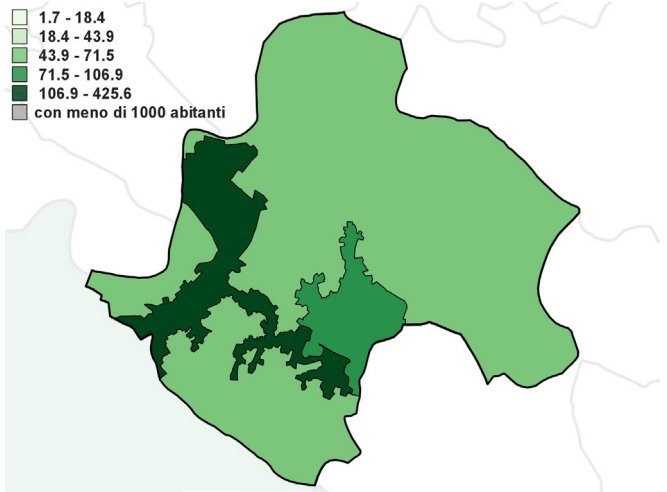 1.7 - 18.4
18.4 - 43.9
43.9 - 71.5
71.5 - 106.9
106.9 - 425.6
con meno di 1000 abitanti